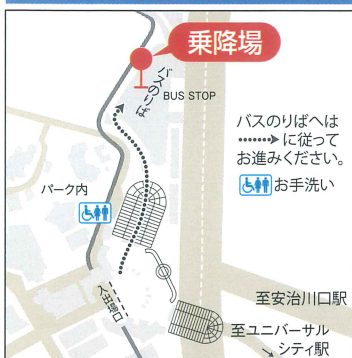 乗降場
バスのりば
BUS STOP
バスのりばへは
••••••▶に従って
お進みください。
お手洗い
パーク内
入出場口
至安治川口駅
至ユニバーサル
シティ駅